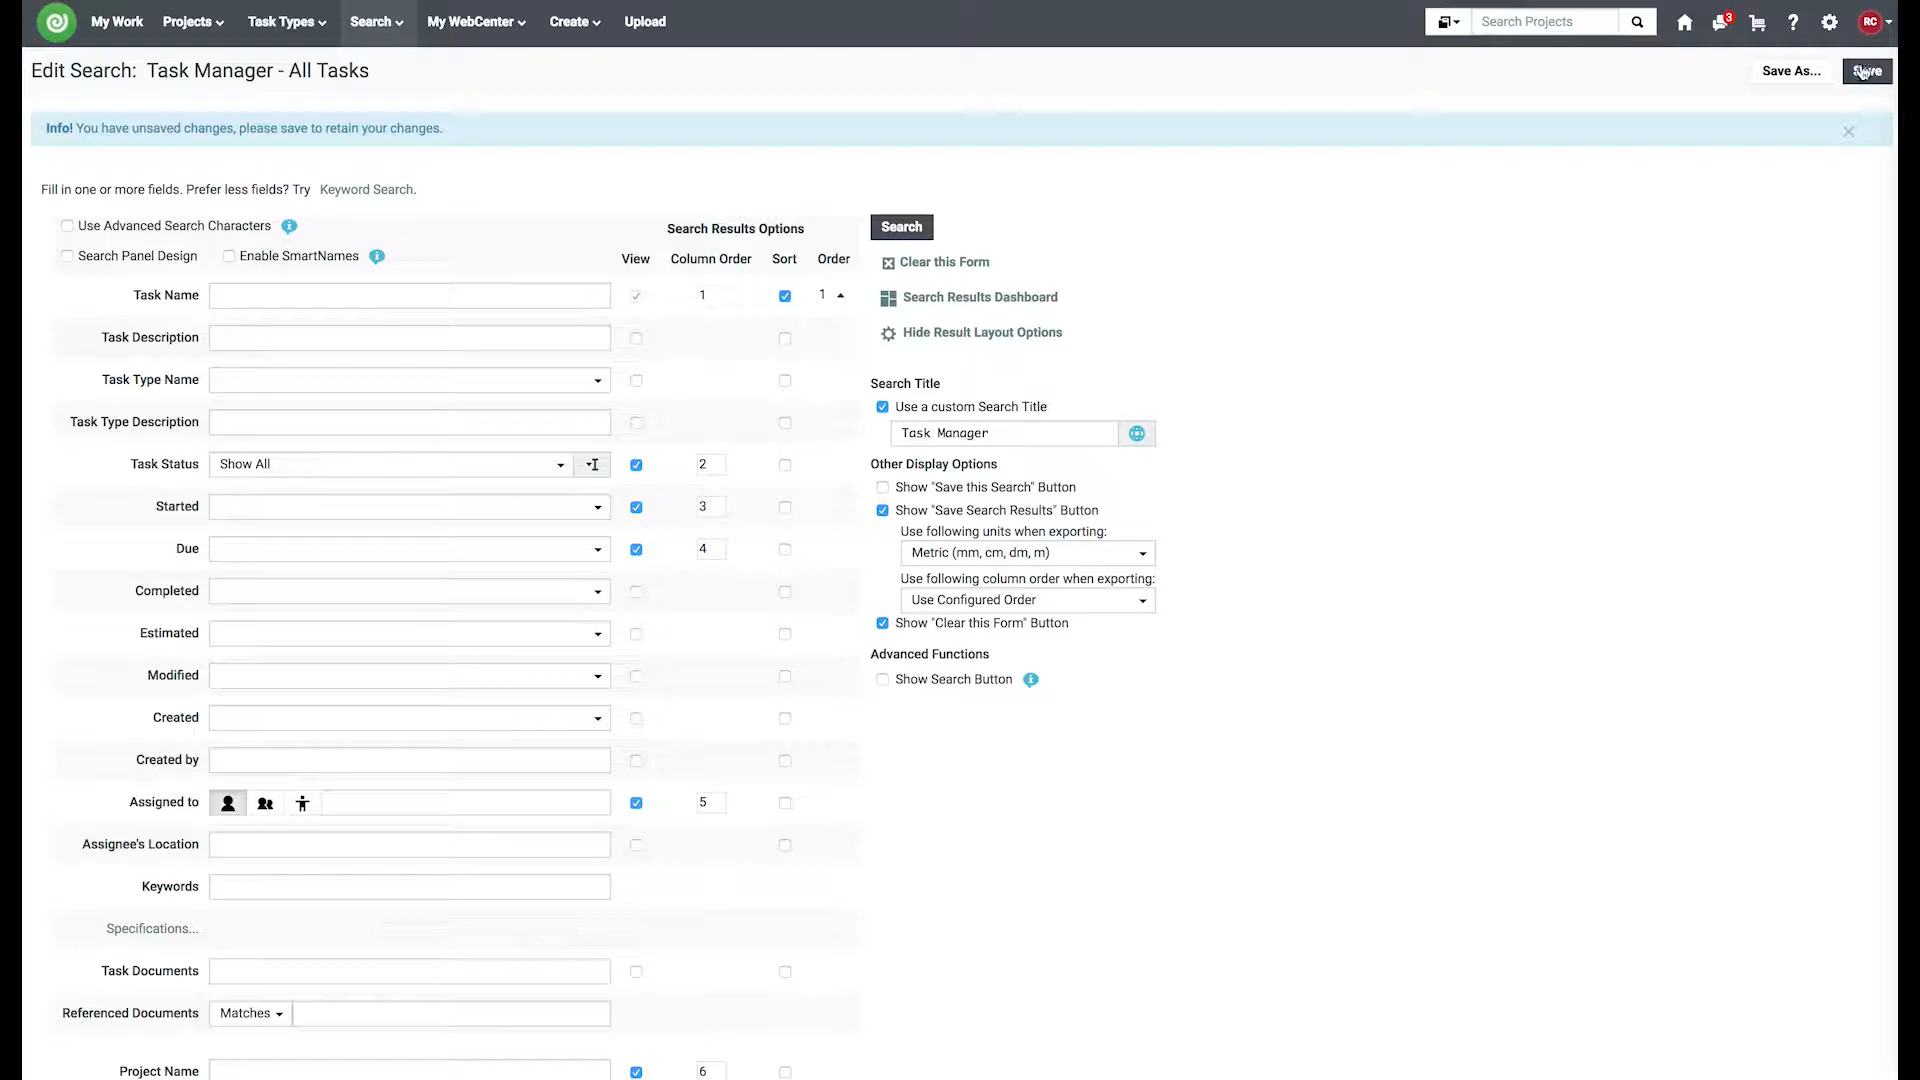 My Work Projects Task Types Search My WebCenter Create Upload Search Projects 3 ? RC
Edit Search: Task Manager - All Tasks Save As...
Info! You have unsaved changes, please save to retain your changes.
Fill in one or more fields. Prefer less fields? Try Keyword Search.
Use Advanced Search Characters Search Results Options Search
Search Panel Design Enable SmartNames View Column Order Sort Order
Clear this Form
Task Name 1 1 Search Results Dashboard
Task Description Hide Result Layout Options
Task Type Name Search Title
Use a custom Search Title
Task Type Description Task Manager
Task Status Show All 2 Other Display Options
Show "Save this Search" Button
Started 3 Show "Save Search Results" Button
Use following units when exporting:
Due 4 Metric (mm, cm, dm, m)
Use following column order when exporting:
Completed Use Configured Order
Show "Clear this Form" Button
Estimated
Advanced Functions
Modified Show Search Button
Created
Created by
Assigned to 5
Assignee's Location
Keywords
Specifications...
Task Documents
Referenced Documents Matches
Project Name 6